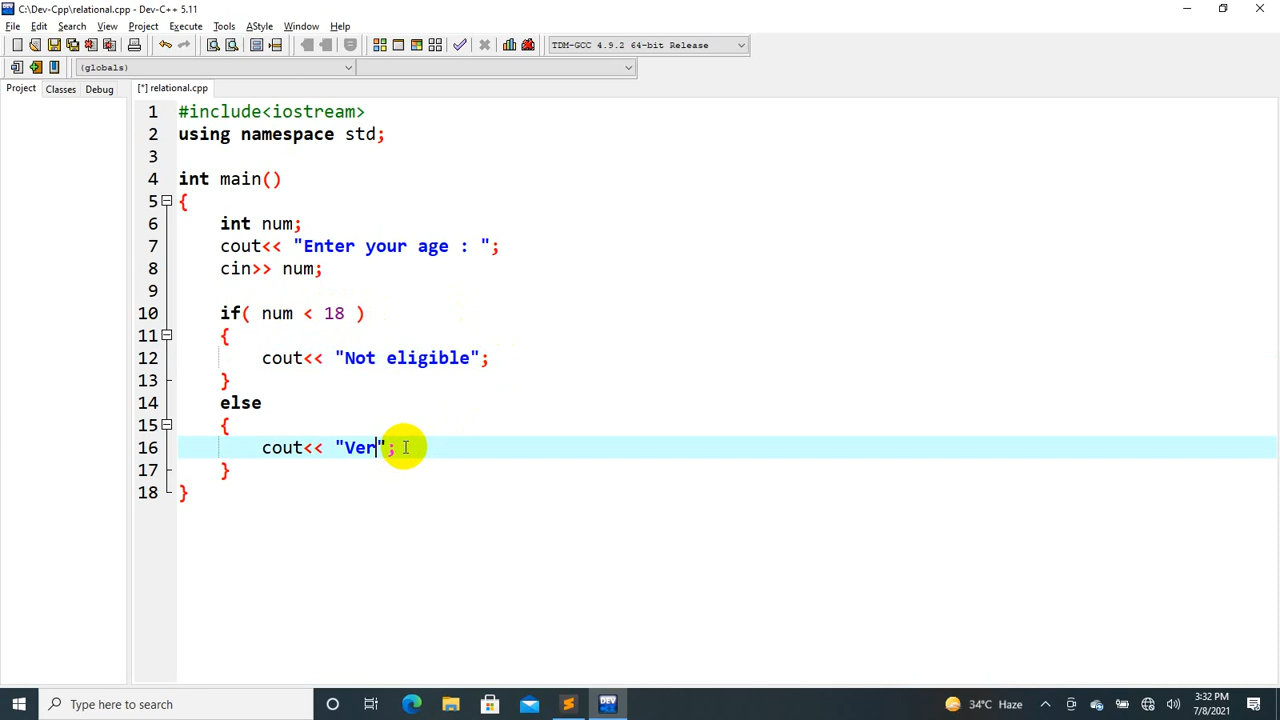 C:\Dev-Cpp\relational.cpp - Dev-C++ 5.11
File Edit Search View Project Execute Tools AStyle Window Help
TDM-GCC 4.9.2 64-bit Release
(globals)
Project Classes Debug [*] relational.cpp
1 #include<iostream>
2 using namespace std;
3
4 int main()
5 {
6 int num;
7 cout<< "Enter your age : ";
8 cin>> num;
9
10 if( num < 18 )
11 {
12 cout<< "Not eligible";
13 }
14 else
15 {
16 cout<< "Ver";
17 }
18 }
Type here to search
DEV
34°C Haze
3:32 PM
7/8/2021